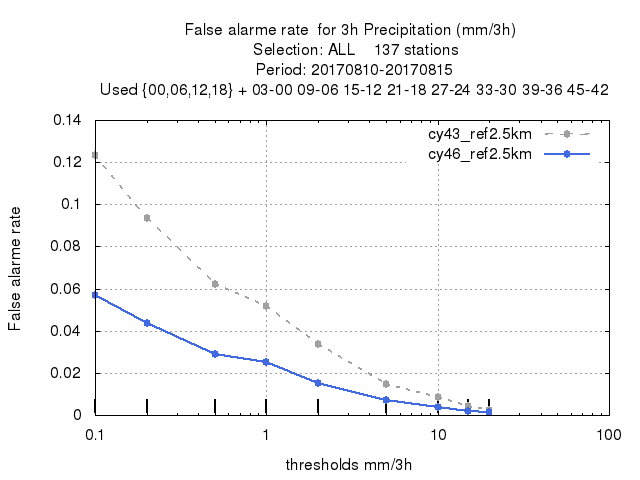 False alarme rate  for 3h Precipitation (mm/3h)
Selection: ALL    137 stations
Period: 20170810-20170815
Used {00,06,12,18} + 03-00 09-06 15-12 21-18 27-24 33-30 39-36 45-42
cy43_ref2.5km
cy46_ref2.5km
False alarme rate
0.14
0.12
0.1
0.08
0.06
0.04
0.02
0
0.1 1 10 100
thresholds mm/3h